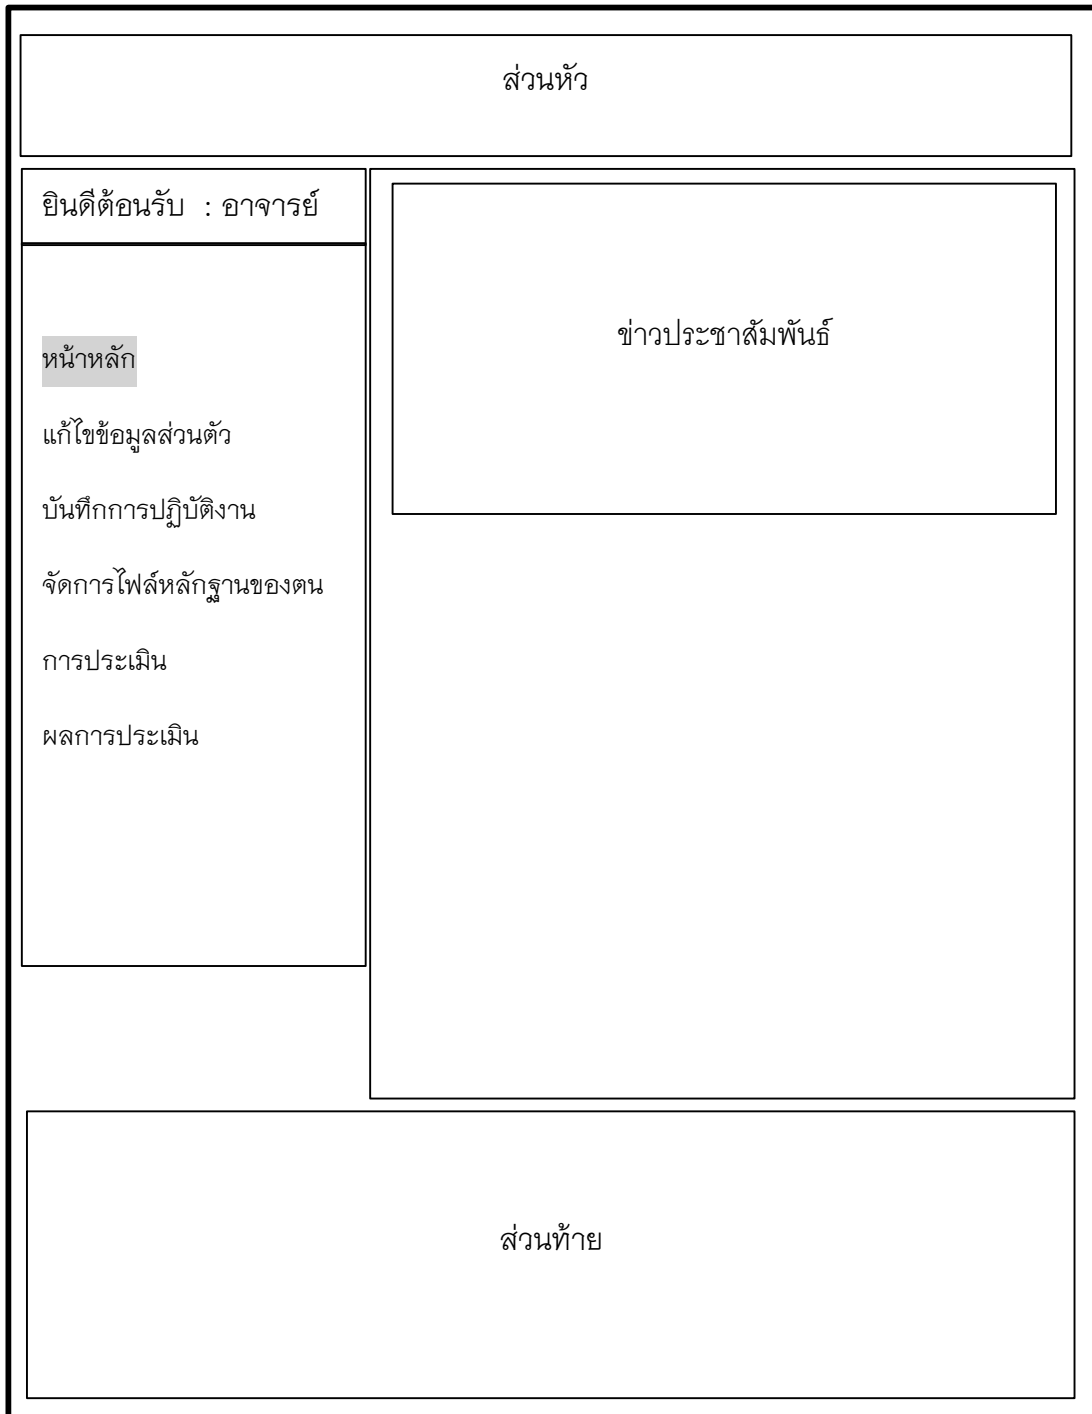 ส่วนหัว
ยินดีต้อนรับ : อาจารย์
ข่าวประชาสัมพันธ์
หน้าหลัก
แก้ไขข้อมูลส่วนตัว
บันทึกการปฏิบัติงาน
จัดการไฟล์หลักฐานของตน
การประเมิน
ผลการประเมิน
ส่วนท้าย